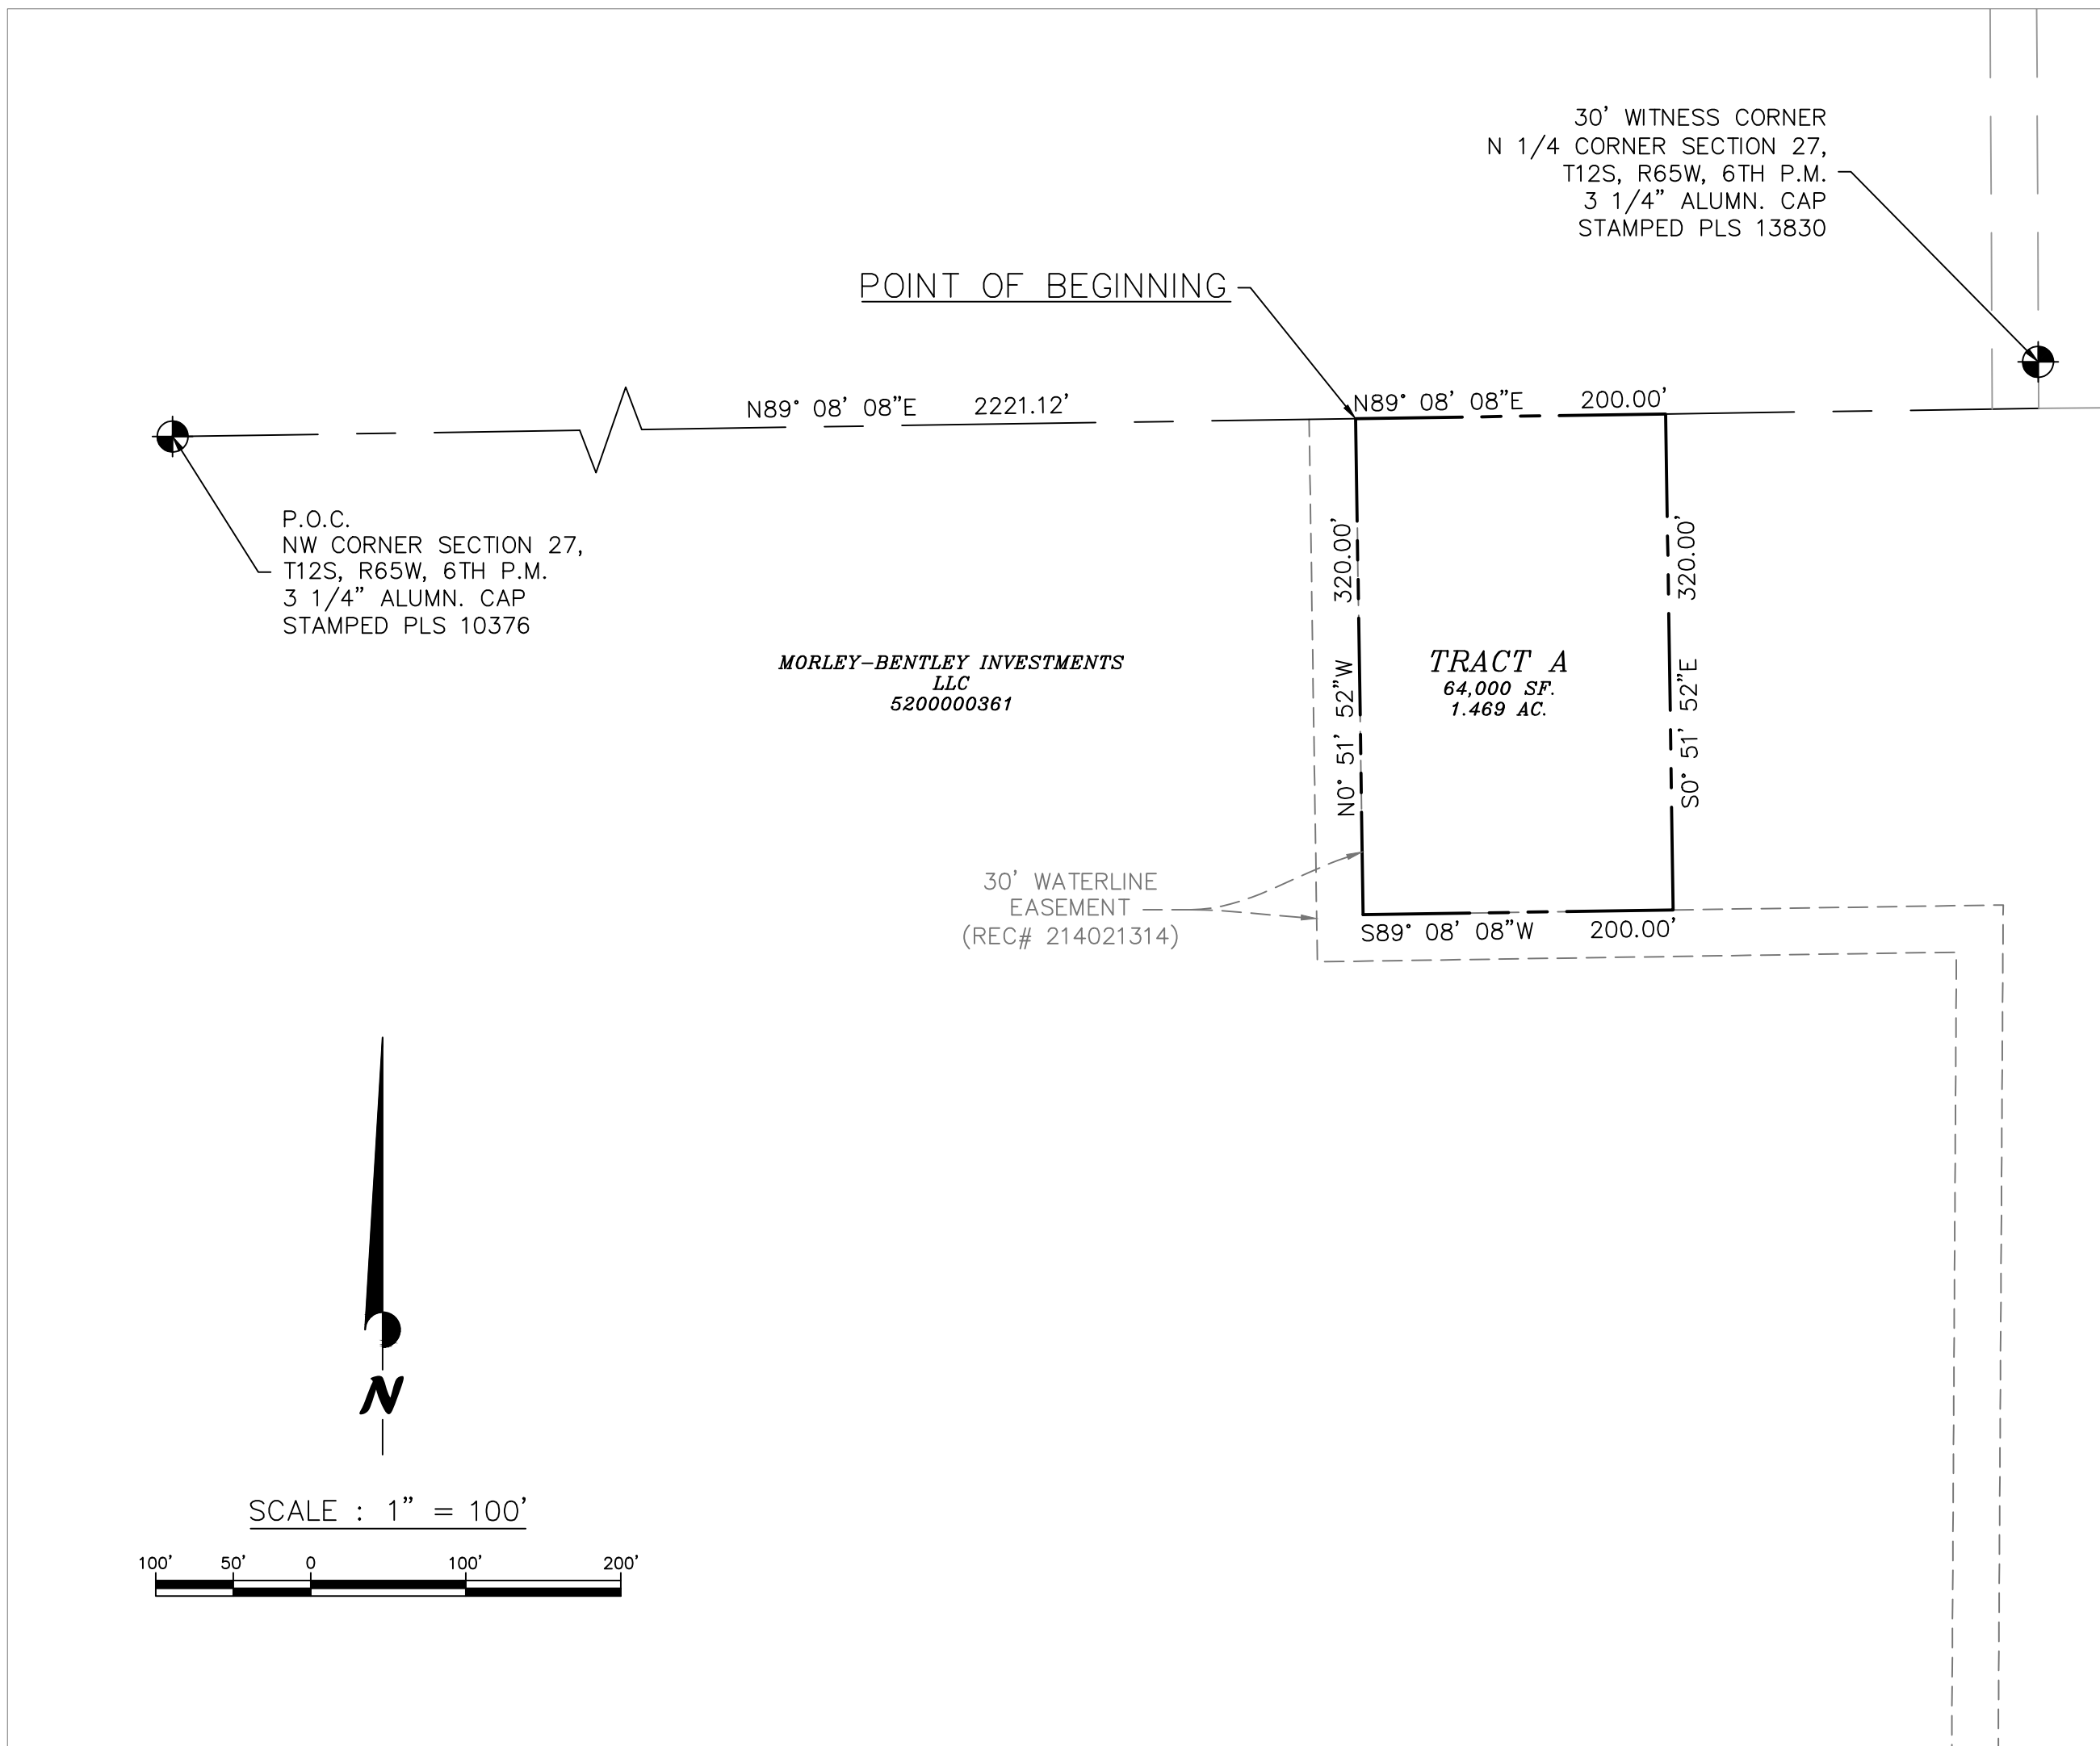 30' WITNESS CORNER
N 1/4 CORNER SECTION 27,
T12S, R65W, 6TH P.M.
3 1/4" ALUMN. CAP
STAMPED PLS 13830
POINT OF BEGINNING
N89° 08' 08"E 2221.12'
N89° 08' 08"E 200.00'
P.O.C.
NW CORNER SECTION 27,
T12S, R65W, 6TH P.M.
3 1/4" ALUMN. CAP
STAMPED PLS 10376
MORLEY-BENTLEY INVESTMENTS
LLC
5200000361
N0° 51' 52"W 320.00'
TRACT A
64,000 SF.
1.469 AC.
S0° 51' 52"E 320.00'
30' WATERLINE
EASEMENT
(REC# 214021314)
S89° 08' 08"W 200.00'
N
SCALE : 1" = 100'
100' 50' 0 100' 200'